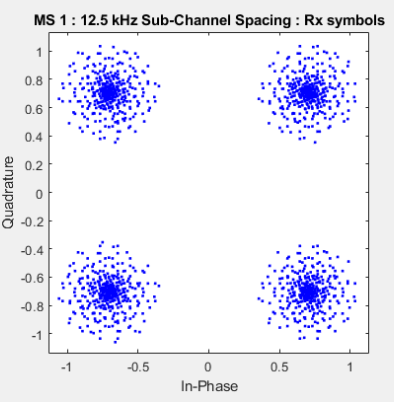 MS 1 : 12.5 kHz Sub-Channel Spacing : Rx symbols
1
0.8
0.6
0.4
0.2
0
-0.2
-0.4
-0.6
-0.8
-1
Quadrature
-1 -0.5 0 0.5 1
In-Phase